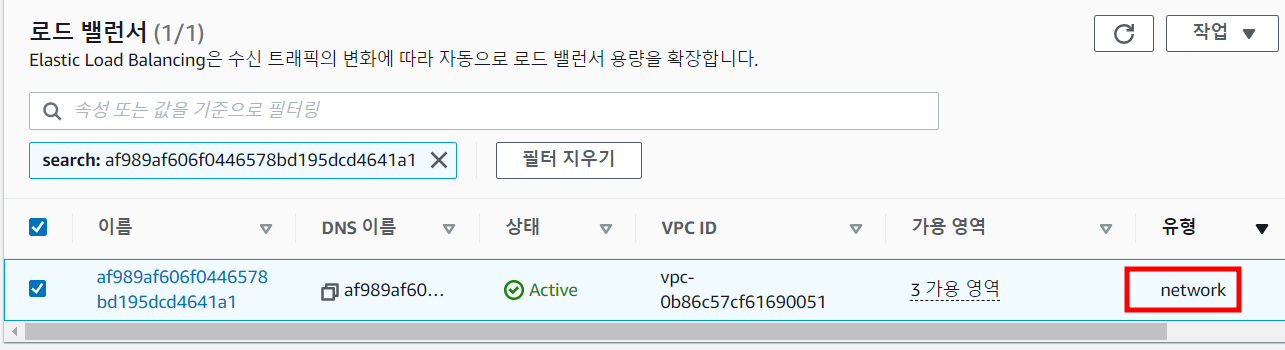 로드 밸런서 (1/1)
작업
Elastic Load Balancing은 수신 트래픽의 변화에 따라 자동으로 로드 밸런서 용량을 확장합니다.
속성 또는 값을 기준으로 필터링
search: af989af606f0446578bd195dcd4641a1
필터 지우기
이름 DNS 이름 상태 VPC ID 가용 영역 유형
af989af606f0446578
bd195dcd4641a1
af989af60...
Active
vpc-
0b86c57cf61690051
3 가용 영역
network